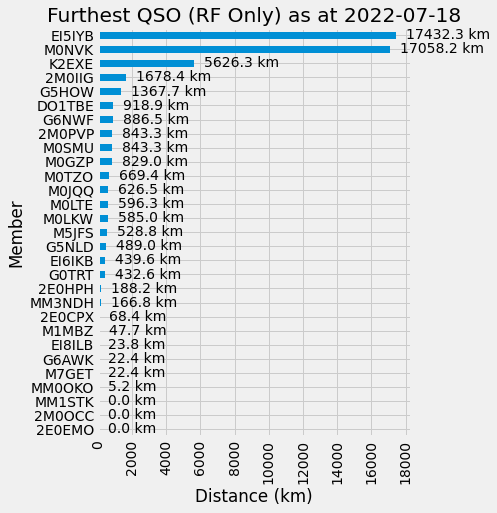 Furthest QSO (RF Only) as at 2022-07-18
EI5IYB 17432.3 km
M0NVK 17058.2 km
K2EXE 5626.3 km
2M0IIG 1678.4 km
G5HOW 1367.7 km
DO1TBE 918.9 km
G6NWF 886.5 km
2M0PVP 843.3 km
M0SMU 843.3 km
M0GZP 829.0 km
M0TZO 669.4 km
M0JQQ 626.5 km
M0LTE 596.3 km
M0LKW 585.0 km
M5JFS 528.8 km
G5NLD 489.0 km
EI6IKB 439.6 km
G0TRT 432.6 km
2E0HPH 188.2 km
MM3NDH 166.8 km
2E0CPX 68.4 km
M1MBZ 47.7 km
EI8ILB 23.8 km
G6AWK 22.4 km
M7GET 22.4 km
MM0OKO 5.2 km
MM1STK 0.0 km
2M0OCC 0.0 km
2E0EMO 0.0 km
Member
0 2000 4000 6000 8000 10000 12000 14000 16000 18000
Distance (km)